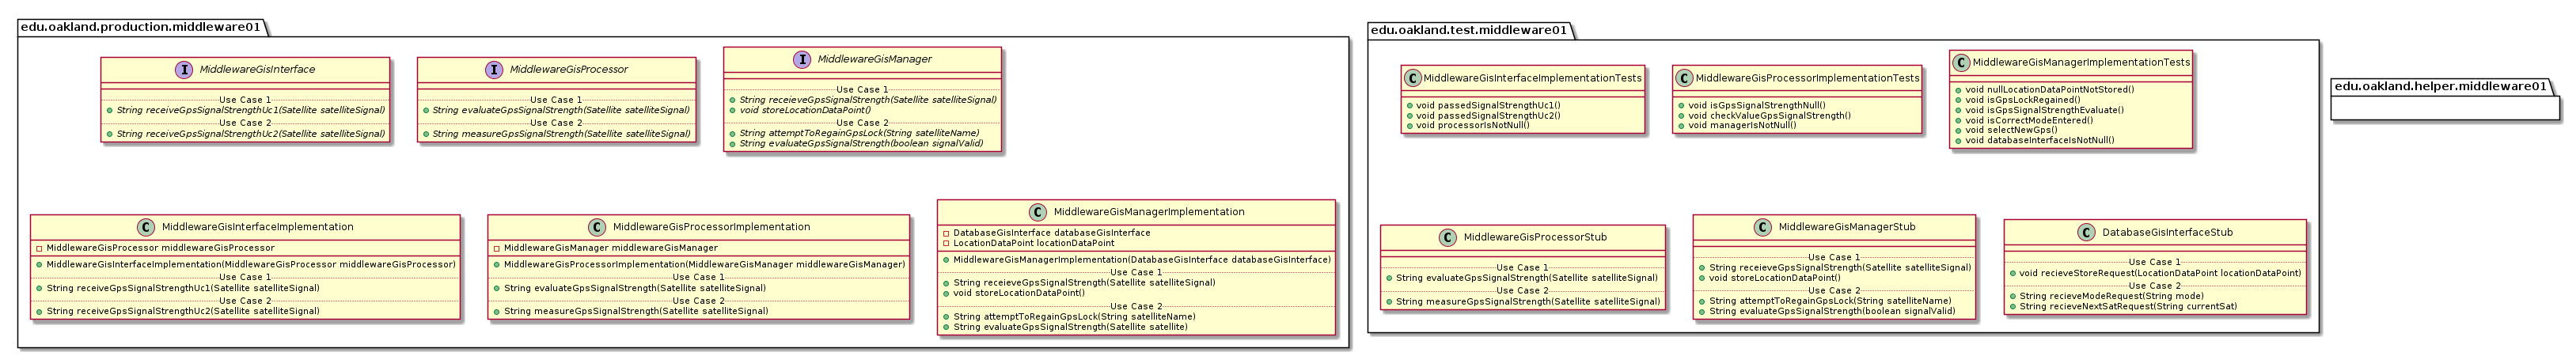 edu.oakland.production.middleware01
I MiddlewareGisInterface
Use Case 1
String receiveGpsSignalStrengthUc1(Satellite satelliteSignal)
Use Case 2
String receiveGpsSignalStrengthUc2(Satellite satelliteSignal)
I MiddlewareGisProcessor
Use Case 1
String evaluateGpsSignalStrength(Satellite satelliteSignal)
Use Case 2
String measureGpsSignalStrength(Satellite satelliteSignal)
I MiddlewareGisManager
Use Case 1
String receieveGpsSignalStrength(Satellite satelliteSignal)
void storeLocationDataPoint()
Use Case 2
String attemptToRegainGpsLock(String satelliteName)
String evaluateGpsSignalStrength(boolean signalValid)
C MiddlewareGisInterfaceImplementation
MiddlewareGisProcessor middlewareGisProcessor
MiddlewareGisInterfaceImplementation(MiddlewareGisProcessor middlewareGisProcessor)
Use Case 1
String receiveGpsSignalStrengthUc1(Satellite satelliteSignal)
Use Case 2
String receiveGpsSignalStrengthUc2(Satellite satelliteSignal)
C MiddlewareGisProcessorImplementation
MiddlewareGisManager middlewareGisManager
MiddlewareGisProcessorImplementation(MiddlewareGisManager middlewareGisManager)
Use Case 1
String evaluateGpsSignalStrength(Satellite satelliteSignal)
Use Case 2
String measureGpsSignalStrength(Satellite satelliteSignal)
C MiddlewareGisManagerImplementation
DatabaseGisInterface databaseGisInterface
LocationDataPoint locationDataPoint
MiddlewareGisManagerImplementation(DatabaseGisInterface databaseGisInterface)
Use Case 1
String receieveGpsSignalStrength(Satellite satelliteSignal)
void storeLocationDataPoint()
Use Case 2
String attemptToRegainGpsLock(String satelliteName)
String evaluateGpsSignalStrength(Satellite satellite)
edu.oakland.test.middleware01
C MiddlewareGisInterfaceImplementationTests
void passedSignalStrengthUc1()
void passedSignalStrengthUc2()
void processorIsNotNull()
C MiddlewareGisProcessorImplementationTests
void isGpsSignalStrengthNull()
void checkValueGpsSignalStrength()
void managerIsNotNull()
C MiddlewareGisManagerImplementationTests
void nullLocationDataPointNotStored()
void isGpsLockRegained()
void isGpsSignalStrengthEvaluate()
void isCorrectModeEntered()
void selectNewGps()
void databaseInterfaceIsNotNull()
C MiddlewareGisProcessorStub
Use Case 1
String evaluateGpsSignalStrength(Satellite satelliteSignal)
Use Case 2
String measureGpsSignalStrength(Satellite satelliteSignal)
C MiddlewareGisManagerStub
Use Case 1
String receieveGpsSignalStrength(Satellite satelliteSignal)
void storeLocationDataPoint()
Use Case 2
String attemptToRegainGpsLock(String satelliteName)
String evaluateGpsSignalStrength(boolean signalValid)
C DatabaseGisInterfaceStub
Use Case 1
void recieveStoreRequest(LocationDataPoint locationDataPoint)
Use Case 2
String recieveModeRequest(String mode)
String recieveNextSatRequest(String currentSat)
edu.oakland.helper.middleware01